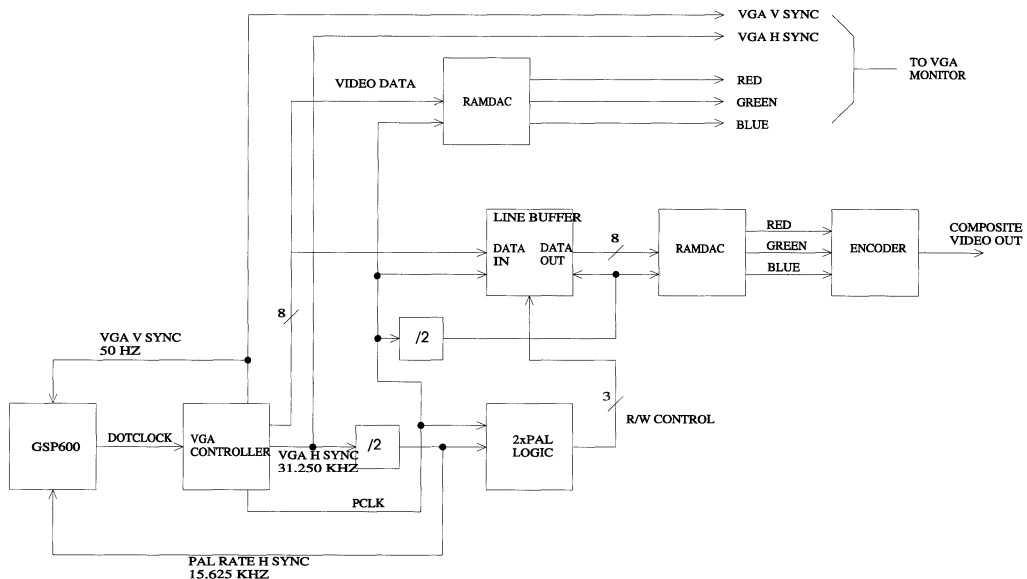 VGA V SYNC
VGA H SYNC
TO VGA
MONITOR
VIDEO DATA
RAMDAC
RED
GREEN
BLUE
LINE BUFFER
DATA
IN
DATA
OUT
8
RAMDAC
RED
GREEN
BLUE
ENCODER
COMPOSITE
VIDEO OUT
8
VGA V SYNC
50 HZ
/2
3
R/W CONTROL
GSP600
DOTCLOCK
VGA
CONTROLLER
VGA H SYNC
31.250 KHZ
/2
2xPAL
LOGIC
PCLK
PAL RATE H SYNC
15.625 KHZ